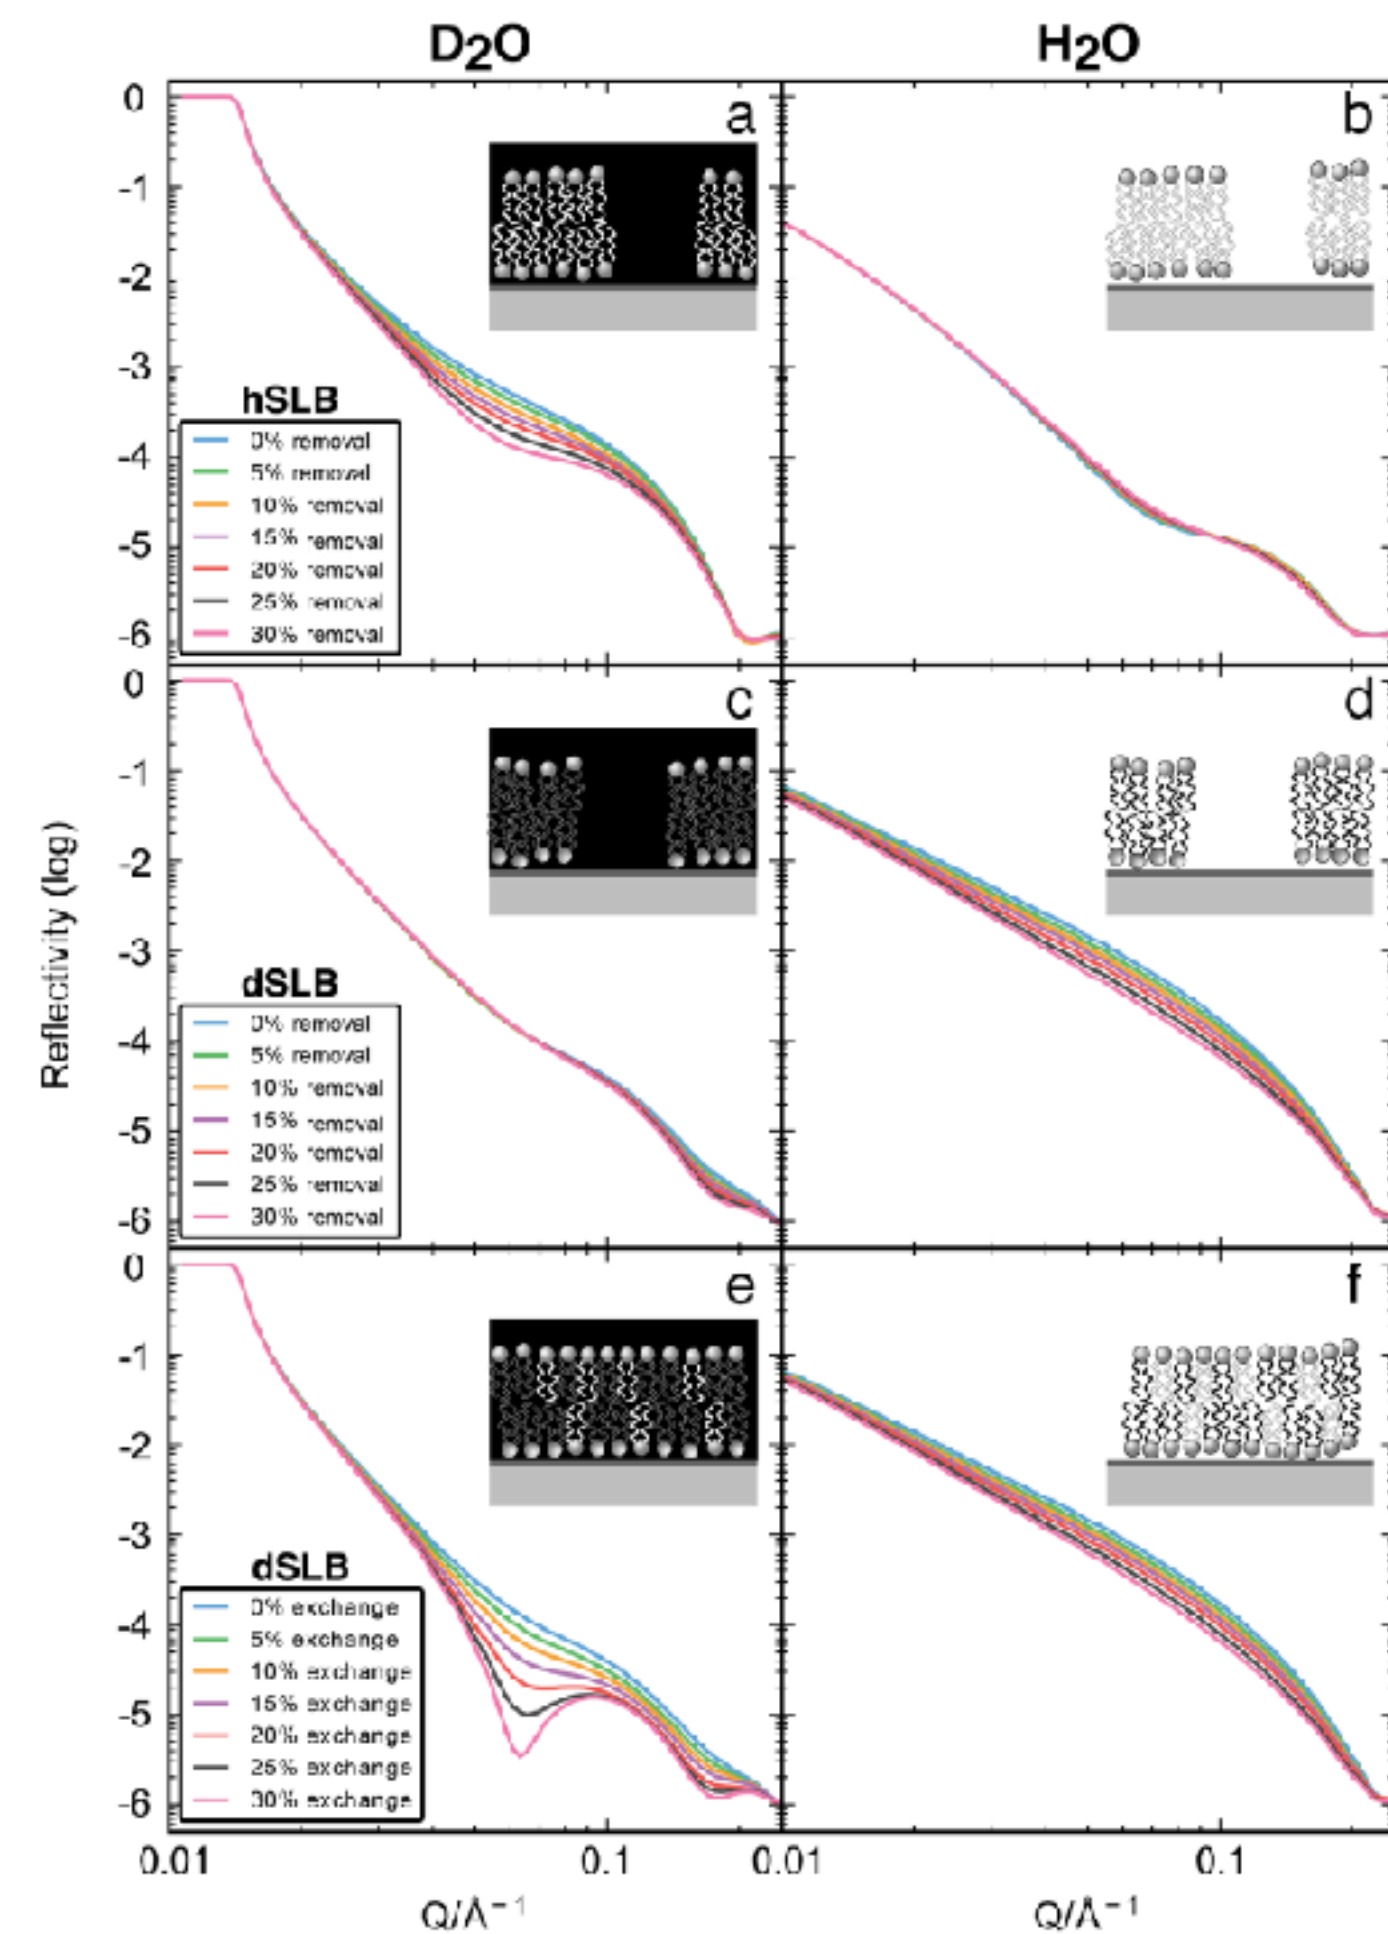 D2O
H2O
a
0
-1
-2
-3
-4
-5
-6
hSLB
0% removal
5% removal
10% removal
15% removal
20% removal
25% removal
30% removal
b
c
0
-1
-2
-3
-4
-5
-6
Reflectivity (log)
dSLB
0% removal
5% removal
10% removal
15% removal
20% removal
25% removal
30% removal
d
e
0
-1
-2
-3
-4
-5
-6
dSLB
0% exchange
5% exchange
10% exchange
15% exchange
20% exchange
25% exchange
30% exchange
f
0.01
0.1
0.01
0.1
Q/Å⁻¹
Q/Å⁻¹